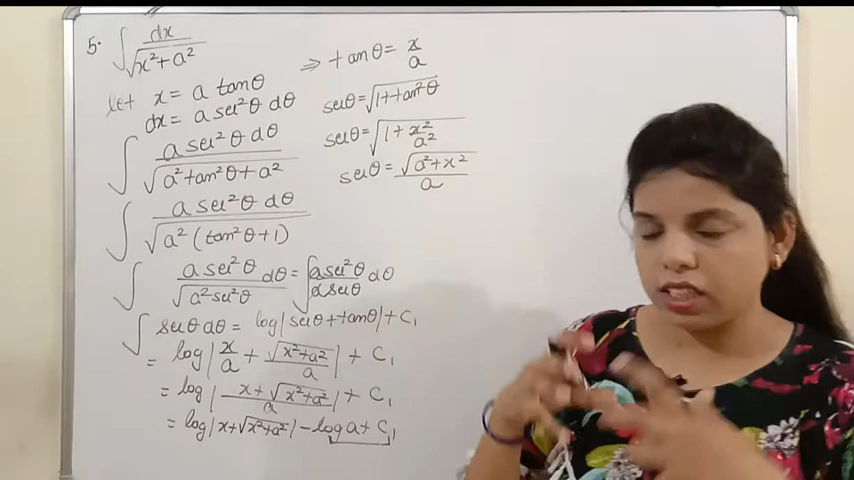 5. ∫ dx / √x²+a²
let x = a tanθ
dx = a sec²θ dθ
∫ a sec²θ dθ / √a²+tan²θ+a²
∫ a sec²θ dθ / √a²(tan²θ+1)
∫ a sec²θ / √a²sec²θ dθ = ∫ a sec²θ / a secθ dθ
∫ secθ dθ = log|secθ+tanθ|+C₁
= log|x/a + √x²+a²/a| + C₁
= log|x+√x²+a²/a| + C₁
= log|x+√x²+a²| - log a + C₁
⇒ tanθ = x/a
secθ = √1+tan²θ
secθ = √1+x²/a²
secθ = √a²+x²/a